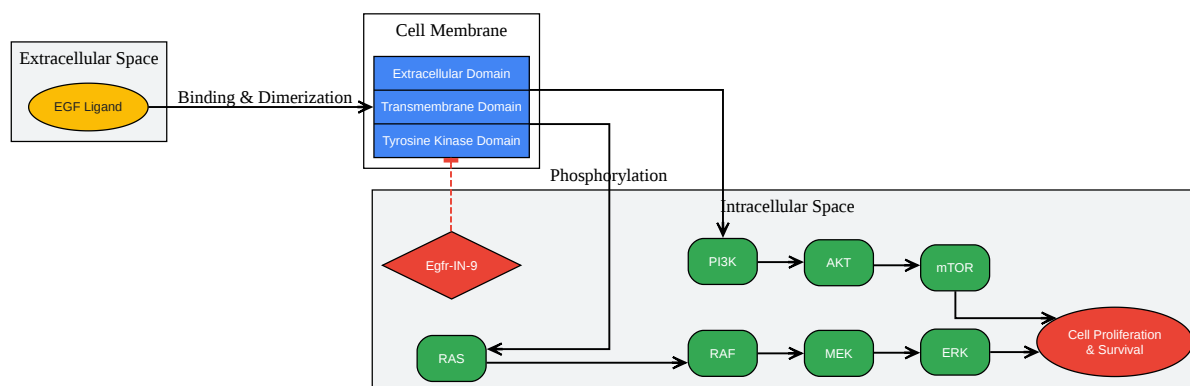 Cell Membrane
Extracellular Space
EGF Ligand
Binding & Dimerization
Extracellular Domain
Transmembrane Domain
Tyrosine Kinase Domain
Phosphorylation
Intracellular Space
Egfr-IN-9
PI3K
AKT
mTOR
RAS
RAF
MEK
ERK
Cell Proliferation
& Survival